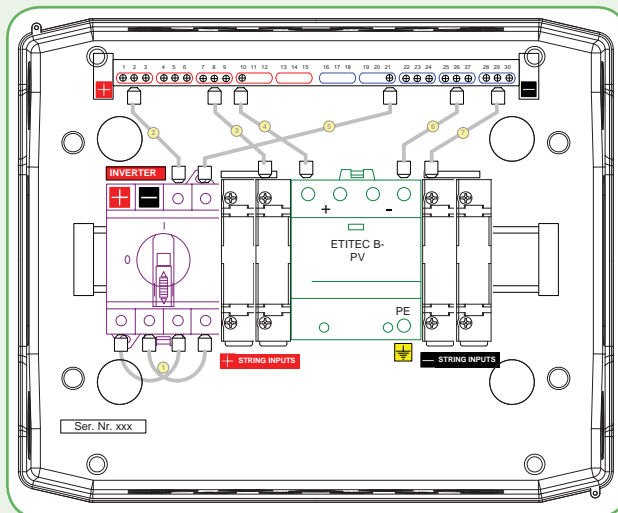 1 2 3 4 5 6 7 8 9 10 11 12 13 14 15 16 17 18 19 20 21 22 23 24 25 26 27 28 29 30
+ −
2 3 4 5 6 7
INVERTER
+ −
+ -
I
0
ETITEC B-
PV
PE
1
+ STRING INPUTS
− STRING INPUTS
Ser. Nr. xxx